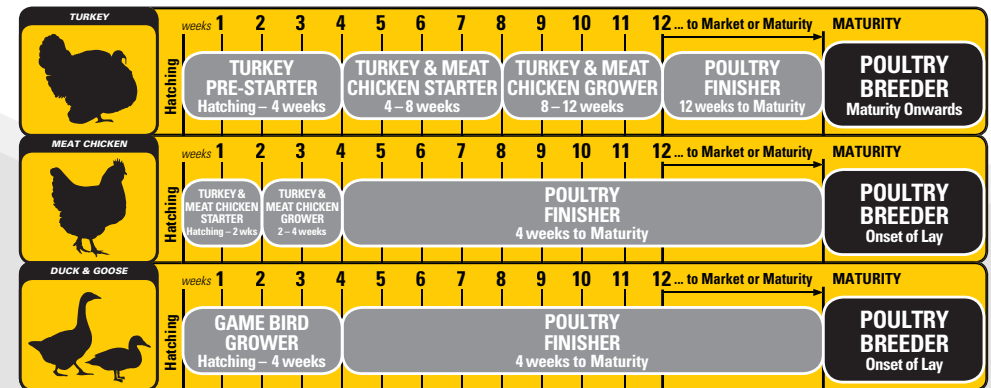 TURKEY
weeks 1 2 3 4 5 6 7 8 9 10 11 12 ... to Market or Maturity MATURITY
Hatching
TURKEY
PRE-STARTER
Hatching – 4 weeks
TURKEY & MEAT
CHICKEN STARTER
4 – 8 weeks
TURKEY & MEAT
CHICKEN GROWER
8 – 12 weeks
POULTRY
FINISHER
12 weeks to Maturity
POULTRY
BREEDER
Maturity Onwards
MEAT CHICKEN
weeks 1 2 3 4 5 6 7 8 9 10 11 12 ... to Market or Maturity MATURITY
Hatching
TURKEY &
MEAT CHICKEN
STARTER
Hatching – 2 wks
TURKEY &
MEAT CHICKEN
GROWER
2 – 4 weeks
POULTRY
FINISHER
4 weeks to Maturity
POULTRY
BREEDER
Onset of Lay
DUCK & GOOSE
weeks 1 2 3 4 5 6 7 8 9 10 11 12 ... to Market or Maturity MATURITY
Hatching
GAME BIRD
GROWER
Hatching – 4 weeks
POULTRY
FINISHER
4 weeks to Maturity
POULTRY
BREEDER
Onset of Lay